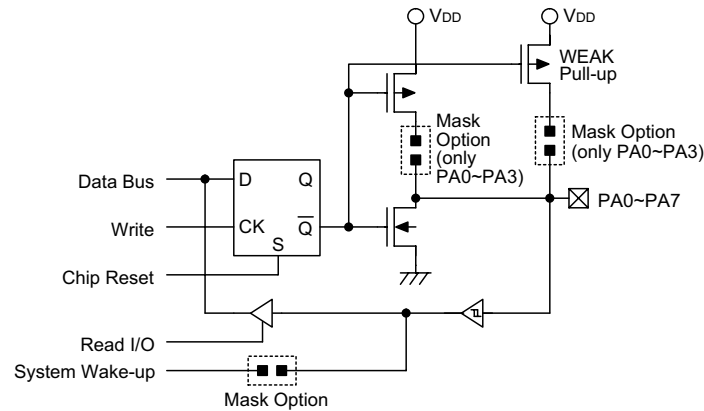 VDD
VDD
WEAK
Pull-up
Mask
Option
(only
PA0~PA3)
Mask Option
(only PA0~PA3)
Data Bus
D
Q
PA0~PA7
Write
CK
Q
S
Chip Reset
Read I/O
System Wake-up
Mask Option